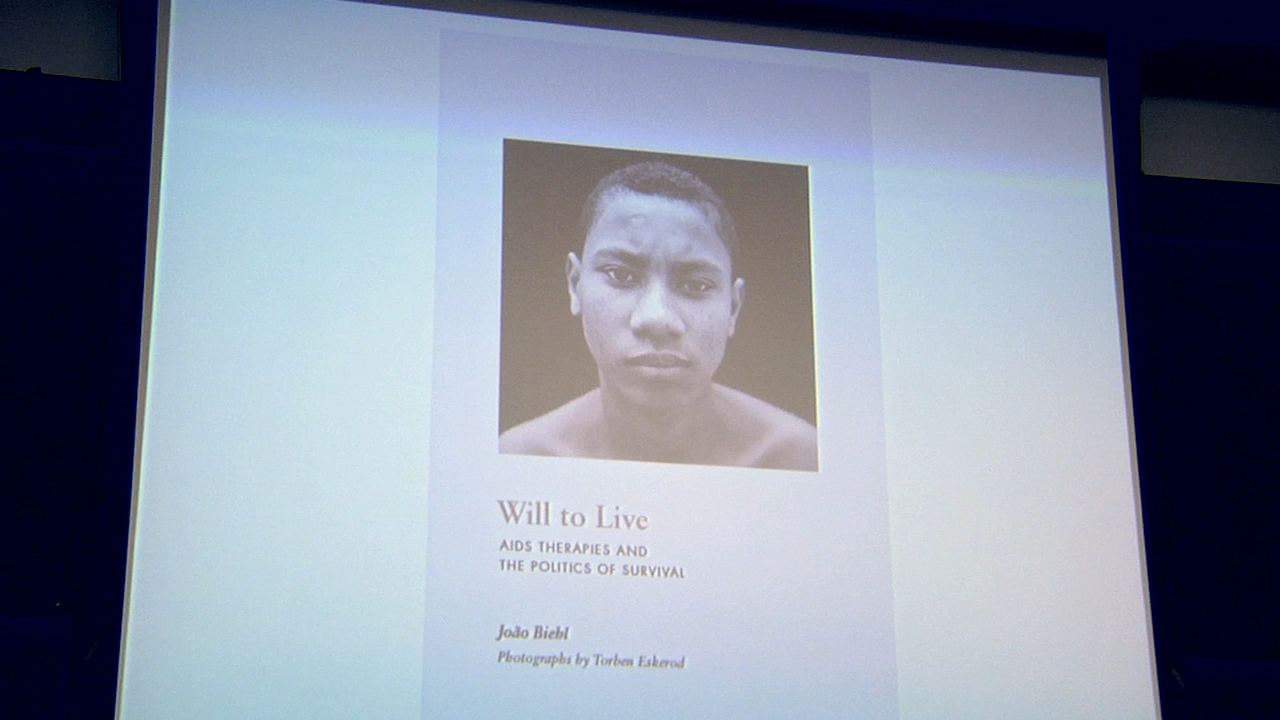 Will to Live
AIDS THERAPIES AND
THE POLITICS OF SURVIVAL
João Biehl
Photographs by Torben Eskerod